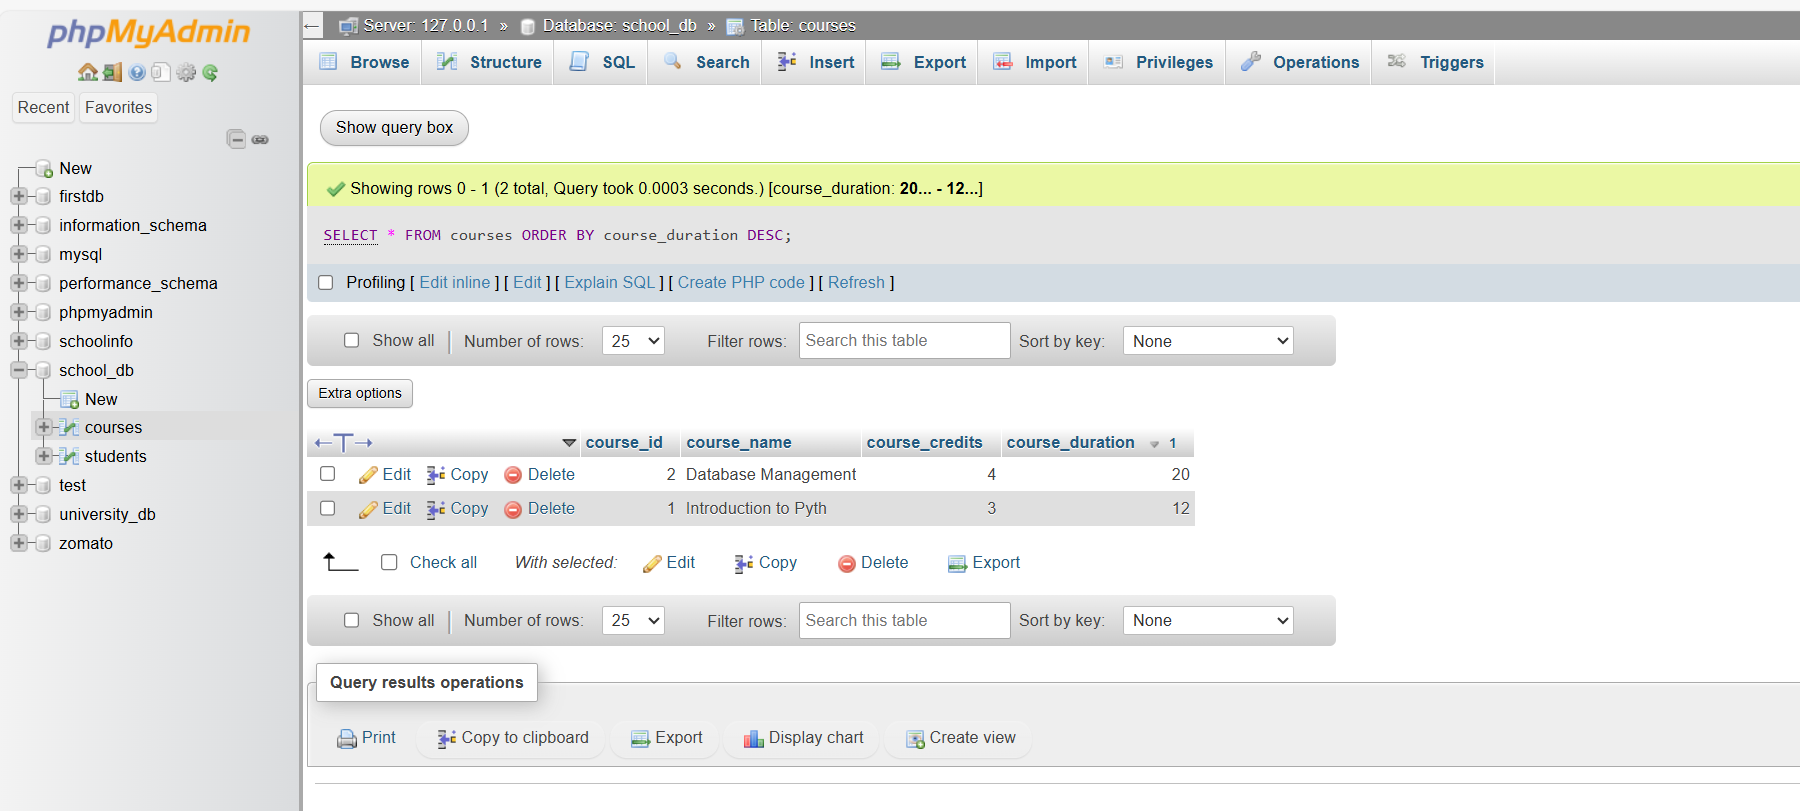 phpMyAdmin
Recent Favorites
New
firstdb
information_schema
mysql
performance_schema
phpmyadmin
schoolinfo
school_db
New
courses
students
test
university_db
zomato
Server: 127.0.0.1 » Database: school_db » Table: courses
Browse Structure SQL Search Insert Export Import Privileges Operations Triggers
Show query box
Showing rows 0 - 1 (2 total, Query took 0.0003 seconds.) [course_duration: 20... - 12...]
SELECT * FROM courses ORDER BY course_duration DESC;
Profiling [ Edit inline ] [ Edit ] [ Explain SQL ] [ Create PHP code ] [ Refresh ]
Show all Number of rows: 25 Filter rows: Search this table Sort by key: None
Extra options
←T→ course_id course_name course_credits course_duration 1
Edit Copy Delete 2 Database Management 4 20
Edit Copy Delete 1 Introduction to Pyth 3 12
Check all With selected: Edit Copy Delete Export
Show all Number of rows: 25 Filter rows: Search this table Sort by key: None
Query results operations
Print Copy to clipboard Export Display chart Create view